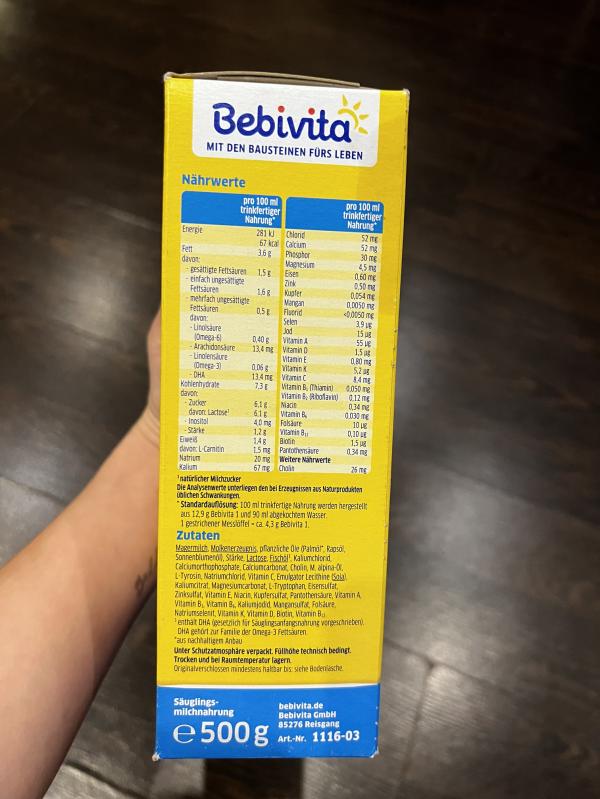 Bebivita
MIT DEN BAUSTEINEN FÜRS LEBEN
Nährwerte
pro 100 ml
trinkfertiger
Nahrung*
Energie 281 kJ
67 kcal
Fett 3,6 g
davon:
- gesättigte Fettsäuren 1,5 g
- einfach ungesättigte
Fettsäuren 1,6 g
- mehrfach ungesättigte
Fettsäuren 0,5 g
davon:
- Linolsäure
(Omega-6) 0,40 g
- Arachidonsäure 13,4 mg
- Linolensäure
(Omega-3) 0,06 g
- DHA 13,4 mg
Kohlenhydrate 7,3 g
davon:
- Zucker 6,1 g
davon: Lactose¹ 6,1 g
- Inositol 4,0 mg
- Stärke 1,2 g
Eiweiß 1,4 g
davon: L-Carnitin 1,5 mg
Natrium 20 mg
Kalium 67 mg
pro 100 ml
trinkfertiger
Nahrung*
Chlorid 52 mg
Calcium 52 mg
Phosphor 30 mg
Magnesium 4,5 mg
Eisen 0,60 mg
Zink 0,50 mg
Kupfer 0,054 mg
Mangan 0,0050 mg
Fluorid <0,0050 mg
Selen 3,9 µg
Jod 15 µg
Vitamin A 55 µg
Vitamin D 1,5 µg
Vitamin E 0,80 mg
Vitamin K 5,2 µg
Vitamin C 8,4 mg
Vitamin B₁ (Thiamin) 0,050 mg
Vitamin B₂ (Riboflavin) 0,12 mg
Niacin 0,34 mg
Vitamin B₆ 0,030 mg
Folsäure 10 µg
Vitamin B₁₂ 0,10 µg
Biotin 1,5 µg
Pantothensäure 0,34 mg
Weitere Nährwerte
Cholin 26 mg
¹ natürlicher Milchzucker
Die Analysenwerte unterliegen den bei Erzeugnissen aus Naturprodukten
üblichen Schwankungen.
* Standardauflösung: 100 ml trinkfertige Nahrung werden hergestellt
aus 12,9 g Bebivita 1 und 90 ml abgekochtem Wasser.
1 gestrichener Messlöffel = ca. 4,3 g Bebivita 1.
Zutaten
Magermilch, Molkenerzeugnis, pflanzliche Öle (Palmöl*, Rapsöl,
Sonnenblumenöl), Stärke, Lactose, Fischöl¹, Kaliumchlorid,
Calciumorthophosphate, Calciumcarbonat, Cholin, M. alpina-Öl,
L-Tyrosin, Natriumchlorid, Vitamin C, Emulgator Lecithine (Soja),
Kaliumcitrat, Magnesiumcarbonat, L-Tryptophan, Eisensulfat,
Zinksulfat, Vitamin E, Niacin, Kupfersulfat, Pantothensäure, Vitamin A,
Vitamin B₁, Vitamin B₆, Kaliumjodid, Mangansulfat, Folsäure,
Natriumselenit, Vitamin K, Vitamin D, Biotin, Vitamin B₁₂
¹ enthält DHA (gesetzlich für Säuglingsanfangsnahrung vorgeschrieben).
DHA gehört zur Familie der Omega-3 Fettsäuren.
*aus nachhaltigem Anbau
Unter Schutzatmosphäre verpackt. Füllhöhe technisch bedingt.
Trocken und bei Raumtemperatur lagern.
Originalverschlossen mindestens haltbar bis: siehe Bodenlasche.
Säuglings-
milchnahrung
e 500 g
bebivita.de
Bebivita GmbH
85276 Reisgang
Art.-Nr. 1116-03